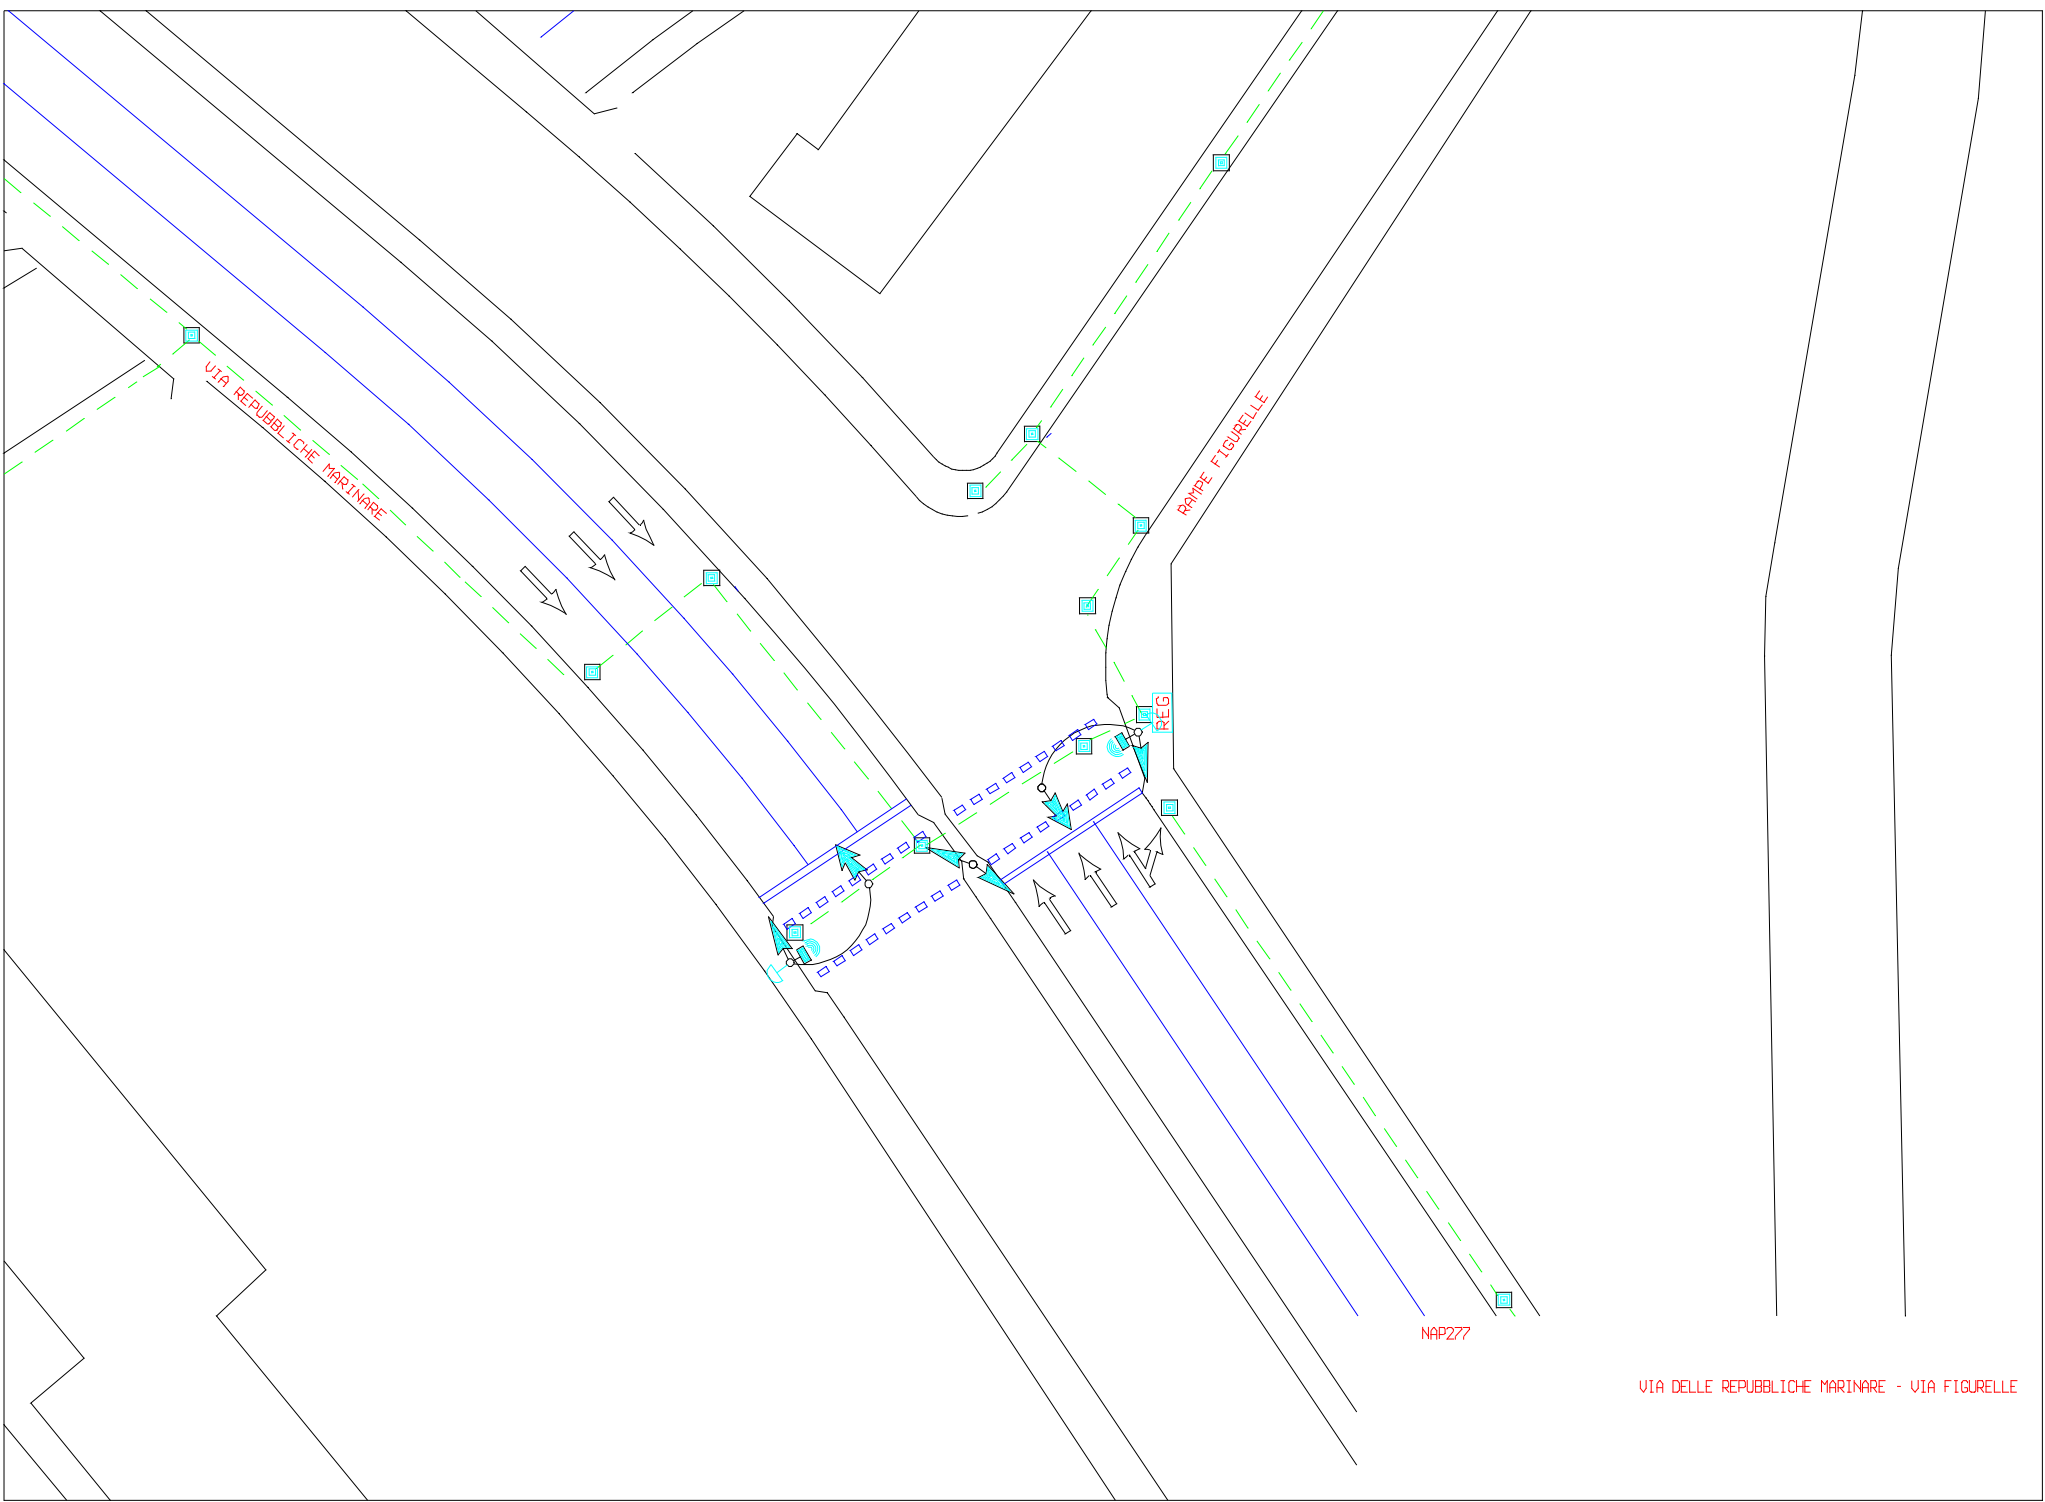 VIA REPUBBLICHE MARINARE
RAMPE FIGURELLE
REG
NAP277
VIA DELLE REPUBBLICHE MARINARE - VIA FIGURELLE